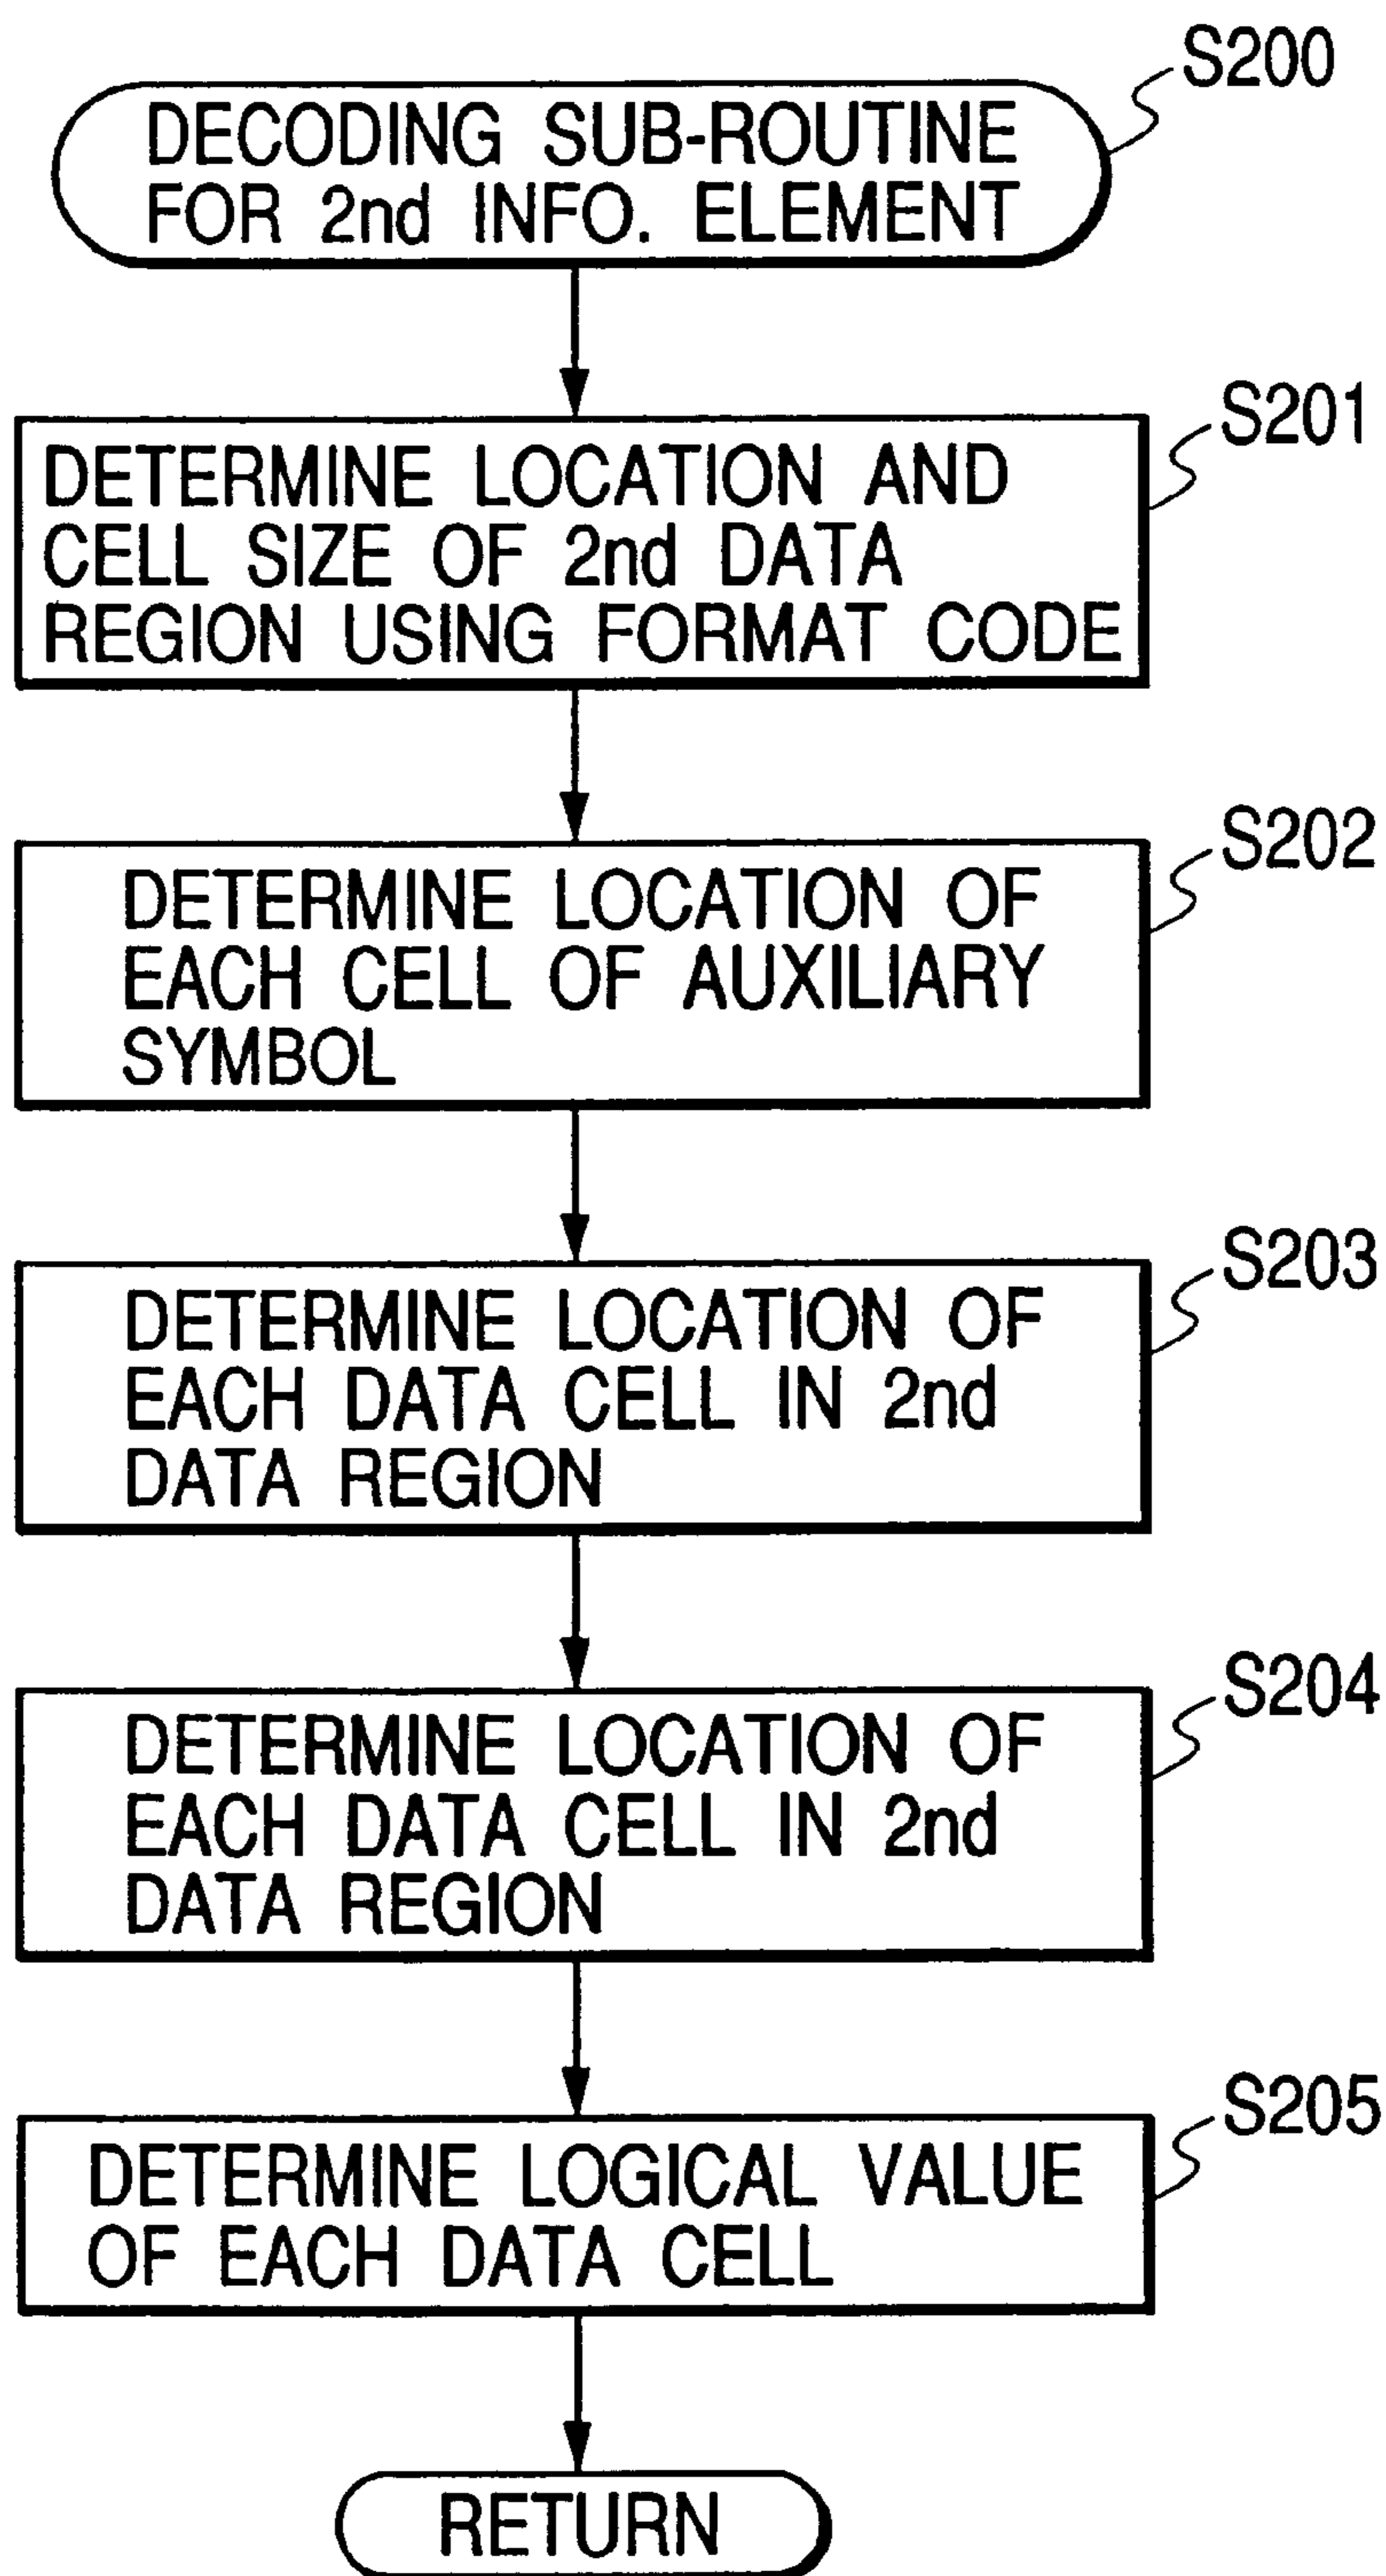 S200
DECODING SUB-ROUTINE
FOR 2nd INFO. ELEMENT
S201
DETERMINE LOCATION AND
CELL SIZE OF 2nd DATA
REGION USING FORMAT CODE
S202
DETERMINE LOCATION OF
EACH CELL OF AUXILIARY
SYMBOL
S203
DETERMINE LOCATION OF
EACH DATA CELL IN 2nd
DATA REGION
S204
DETERMINE LOCATION OF
EACH DATA CELL IN 2nd
DATA REGION
S205
DETERMINE LOGICAL VALUE
OF EACH DATA CELL
RETURN